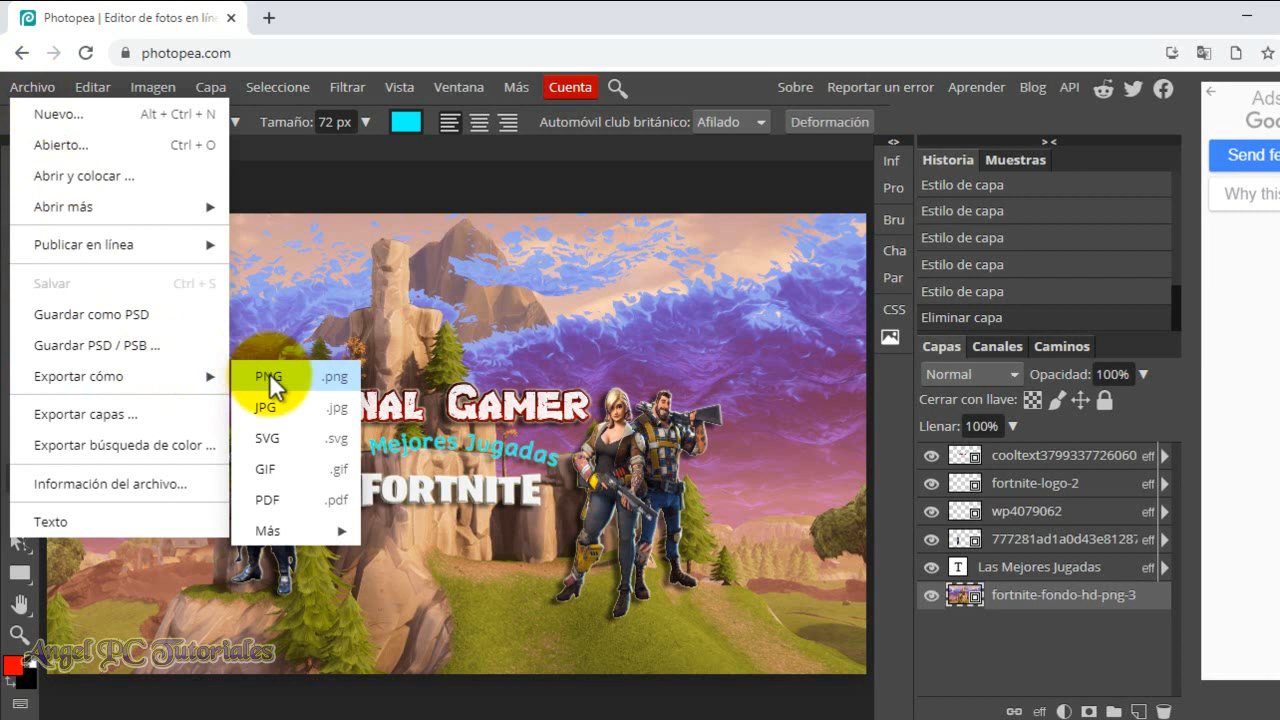 Photopea | Editor de fotos en lín
photopea.com
Archivo Editar Imagen Capa Seleccione Filtrar Vista Ventana Más Cuenta Sobre Reportar un error Aprender Blog API
Tamaño: 72 px Automóvil club británico: Afilado Deformación
Nuevo... Alt + Ctrl + N
Abierto... Ctrl + O
Abrir y colocar ...
Abrir más
Publicar en línea
Salvar Ctrl + S
Guardar como PSD
Guardar PSD / PSB ...
Exportar cómo
Exportar capas ...
Exportar búsqueda de color ...
Información del archivo...
Texto
PNG .png
JPG .jpg
SVG .svg
GIF .gif
PDF .pdf
Más
NAL GAMER
Mejores Jugadas
FORTNITE
Angel PC Tutoriales
Inf
Pro
Bru
Cha
Par
CSS
Historia Muestras
Estilo de capa
Estilo de capa
Estilo de capa
Estilo de capa
Estilo de capa
Eliminar capa
Capas Canales Caminos
Normal Opacidad: 100%
Cerrar con llave:
Llenar: 100%
cooltext3799337726060 eff
fortnite-logo-2 eff
wp4079062 eff
777281ad1a0d43e81287 eff
T Las Mejores Jugadas eff
fortnite-fondo-hd-png-3
eff
Ads
Goo
Send fe
Why this